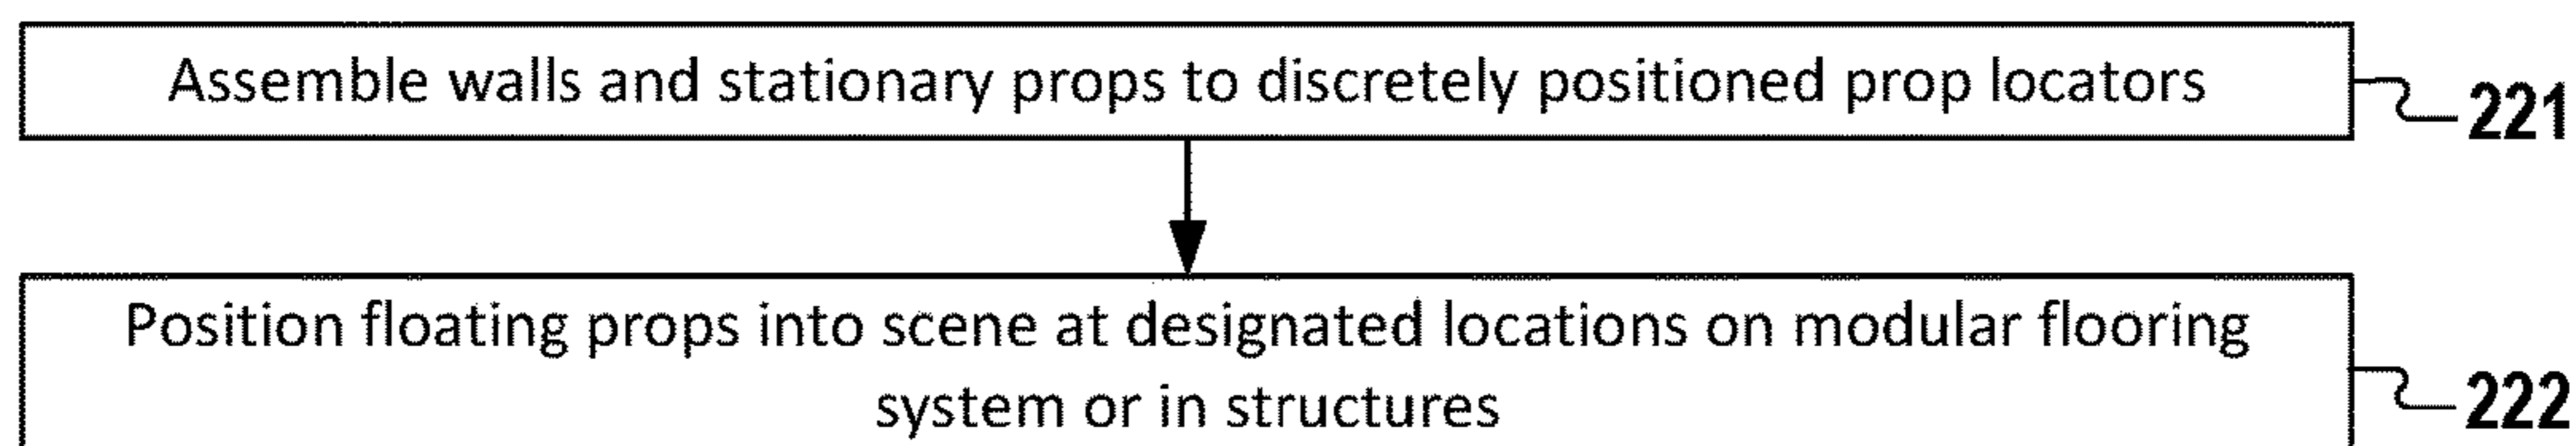 Assemble walls and stationary props to discretely positioned prop locators
221
Position floating props into scene at designated locations on modular flooring
system or in structures
222